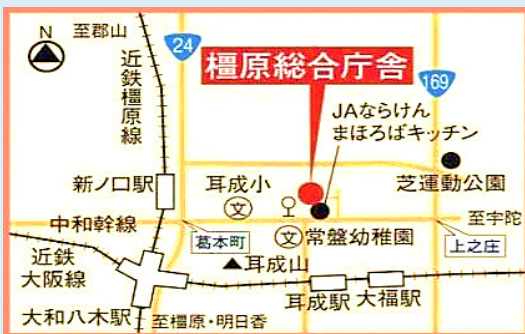 N
至郡山
24
橿原総合庁舎
169
近鉄橿原線
JAならけん
まほろばキッチン
新ノ口駅
耳成小
芝運動公園
文
中和幹線
至宇陀
葛本町
文
常盤幼稚園
上之庄
近鉄
大阪線
耳成山
耳成駅
大福駅
大和八木駅
至橿原・明日香